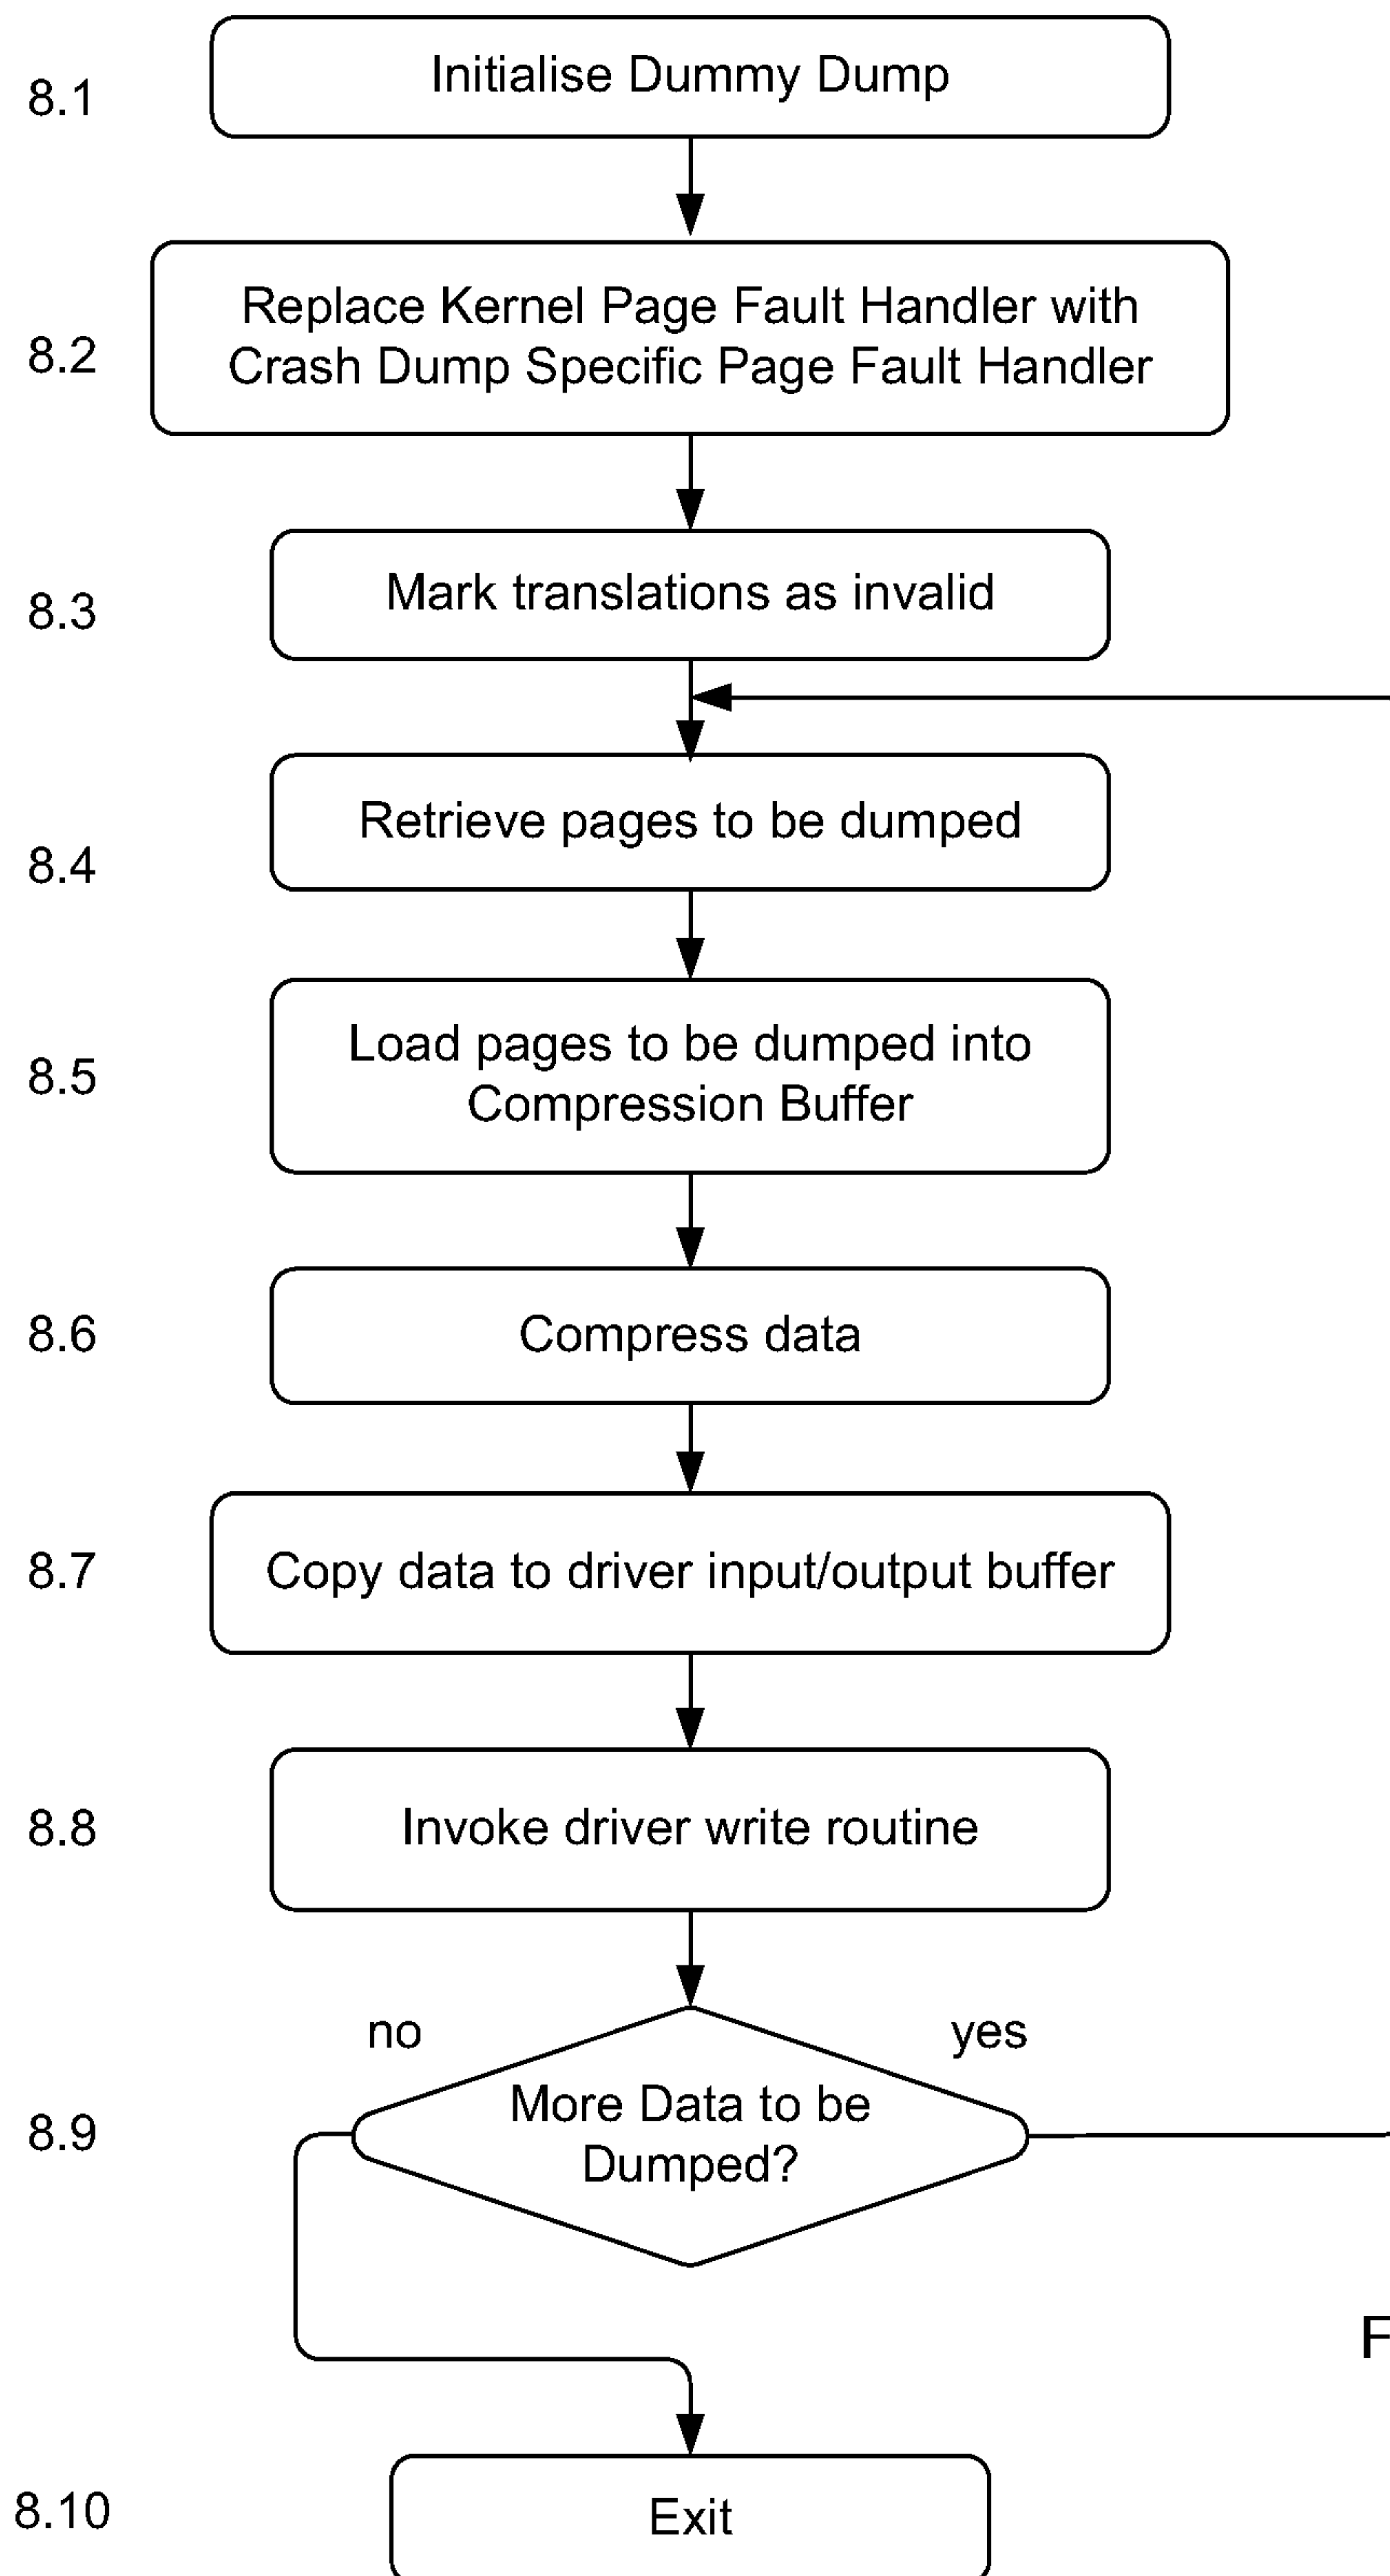 8.1
Initialise Dummy Dump
8.2
Replace Kernel Page Fault Handler with
Crash Dump Specific Page Fault Handler
8.3
Mark translations as invalid
8.4
Retrieve pages to be dumped
8.5
Load pages to be dumped into
Compression Buffer
8.6
Compress data
8.7
Copy data to driver input/output buffer
8.8
Invoke driver write routine
no
yes
8.9
More Data to be
Dumped?
F
8.10
Exit